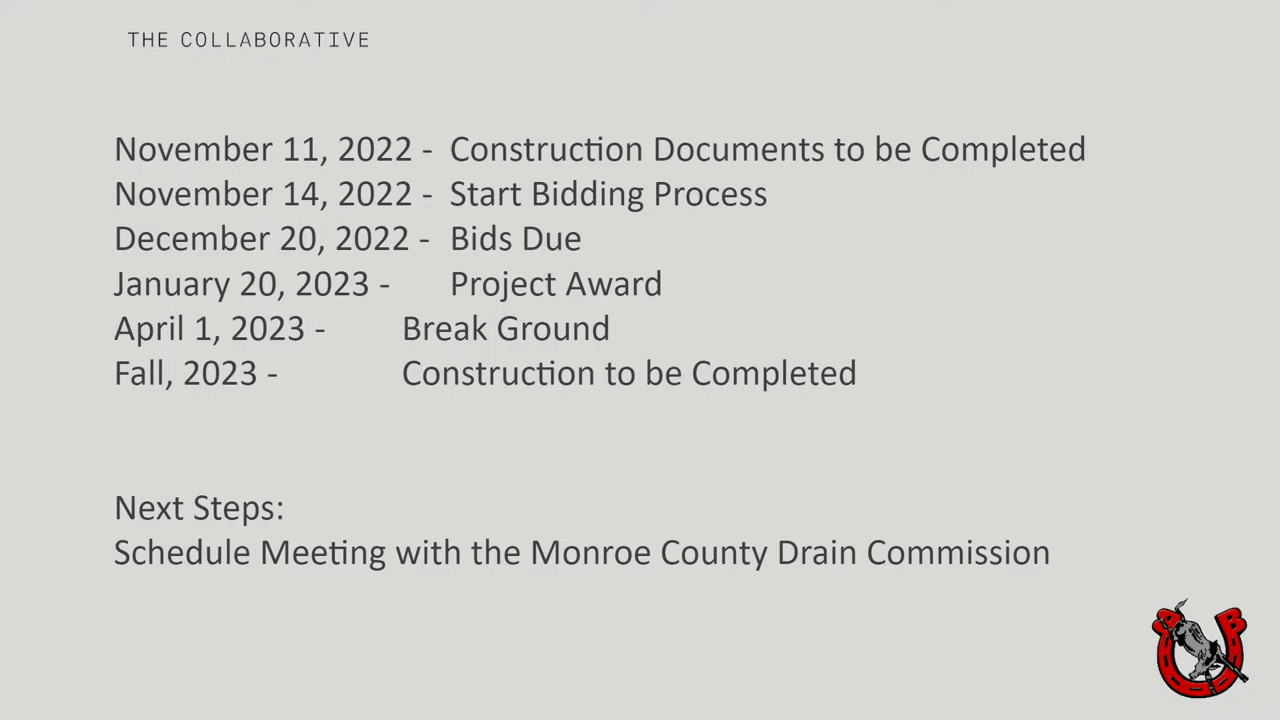 THE COLLABORATIVE
November 11, 2022 - Construction Documents to be Completed
November 14, 2022 - Start Bidding Process
December 20, 2022 - Bids Due
January 20, 2023 - Project Award
April 1, 2023 - Break Ground
Fall, 2023 - Construction to be Completed
Next Steps:
Schedule Meeting with the Monroe County Drain Commission